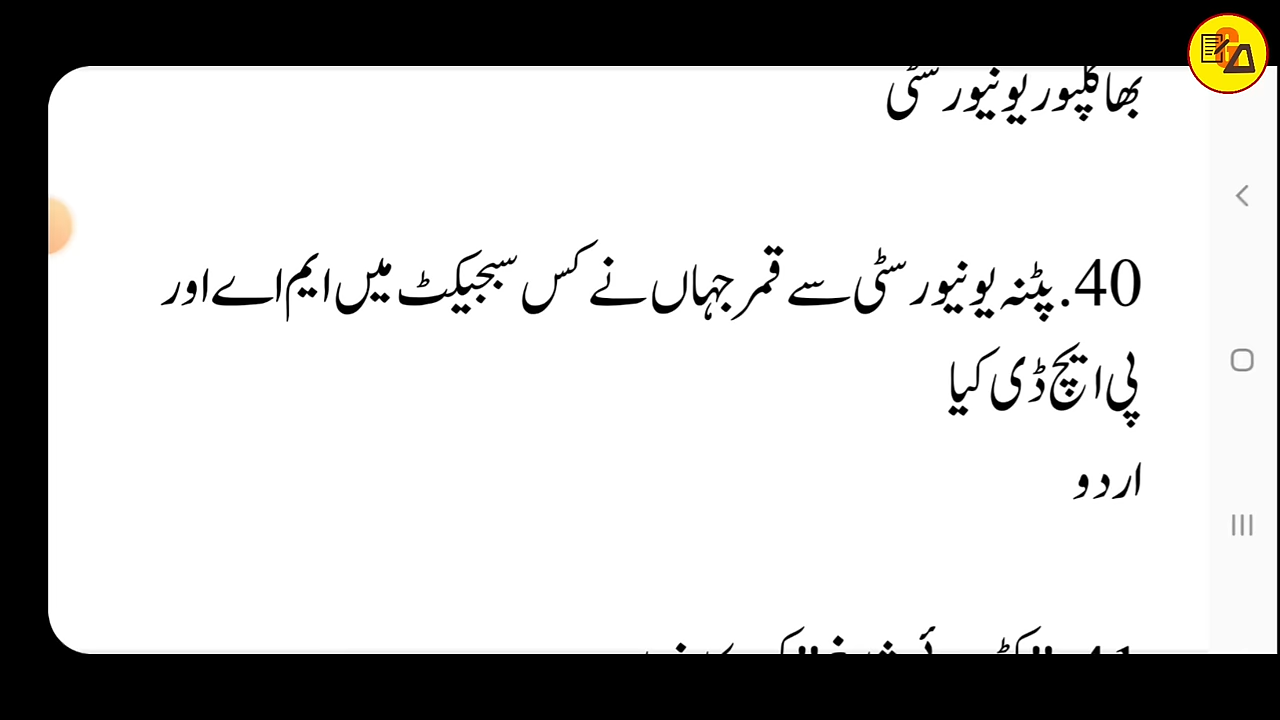 بھاگلپور یونیورسٹی
40. پٹنہ یونیورسٹی سے قمر جہاں نے کس سبجیکٹ میں ایم اے اور
پی ایچ ڈی کیا
اردو
41.